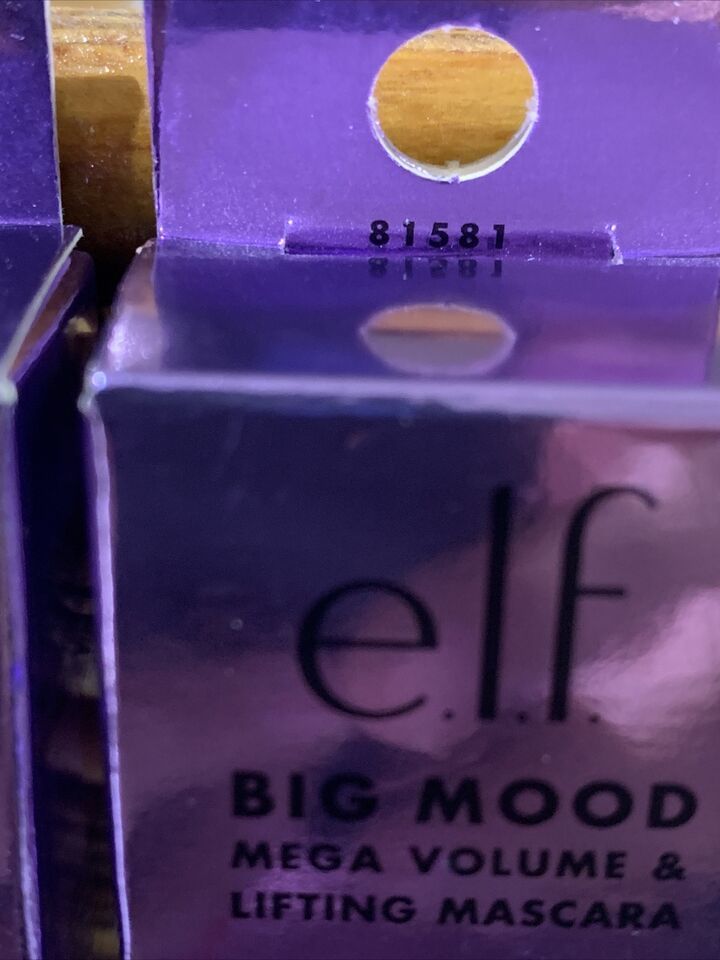 81581
e.l.f.
BIG MOOD
MEGA VOLUME &
LIFTING MASCARA